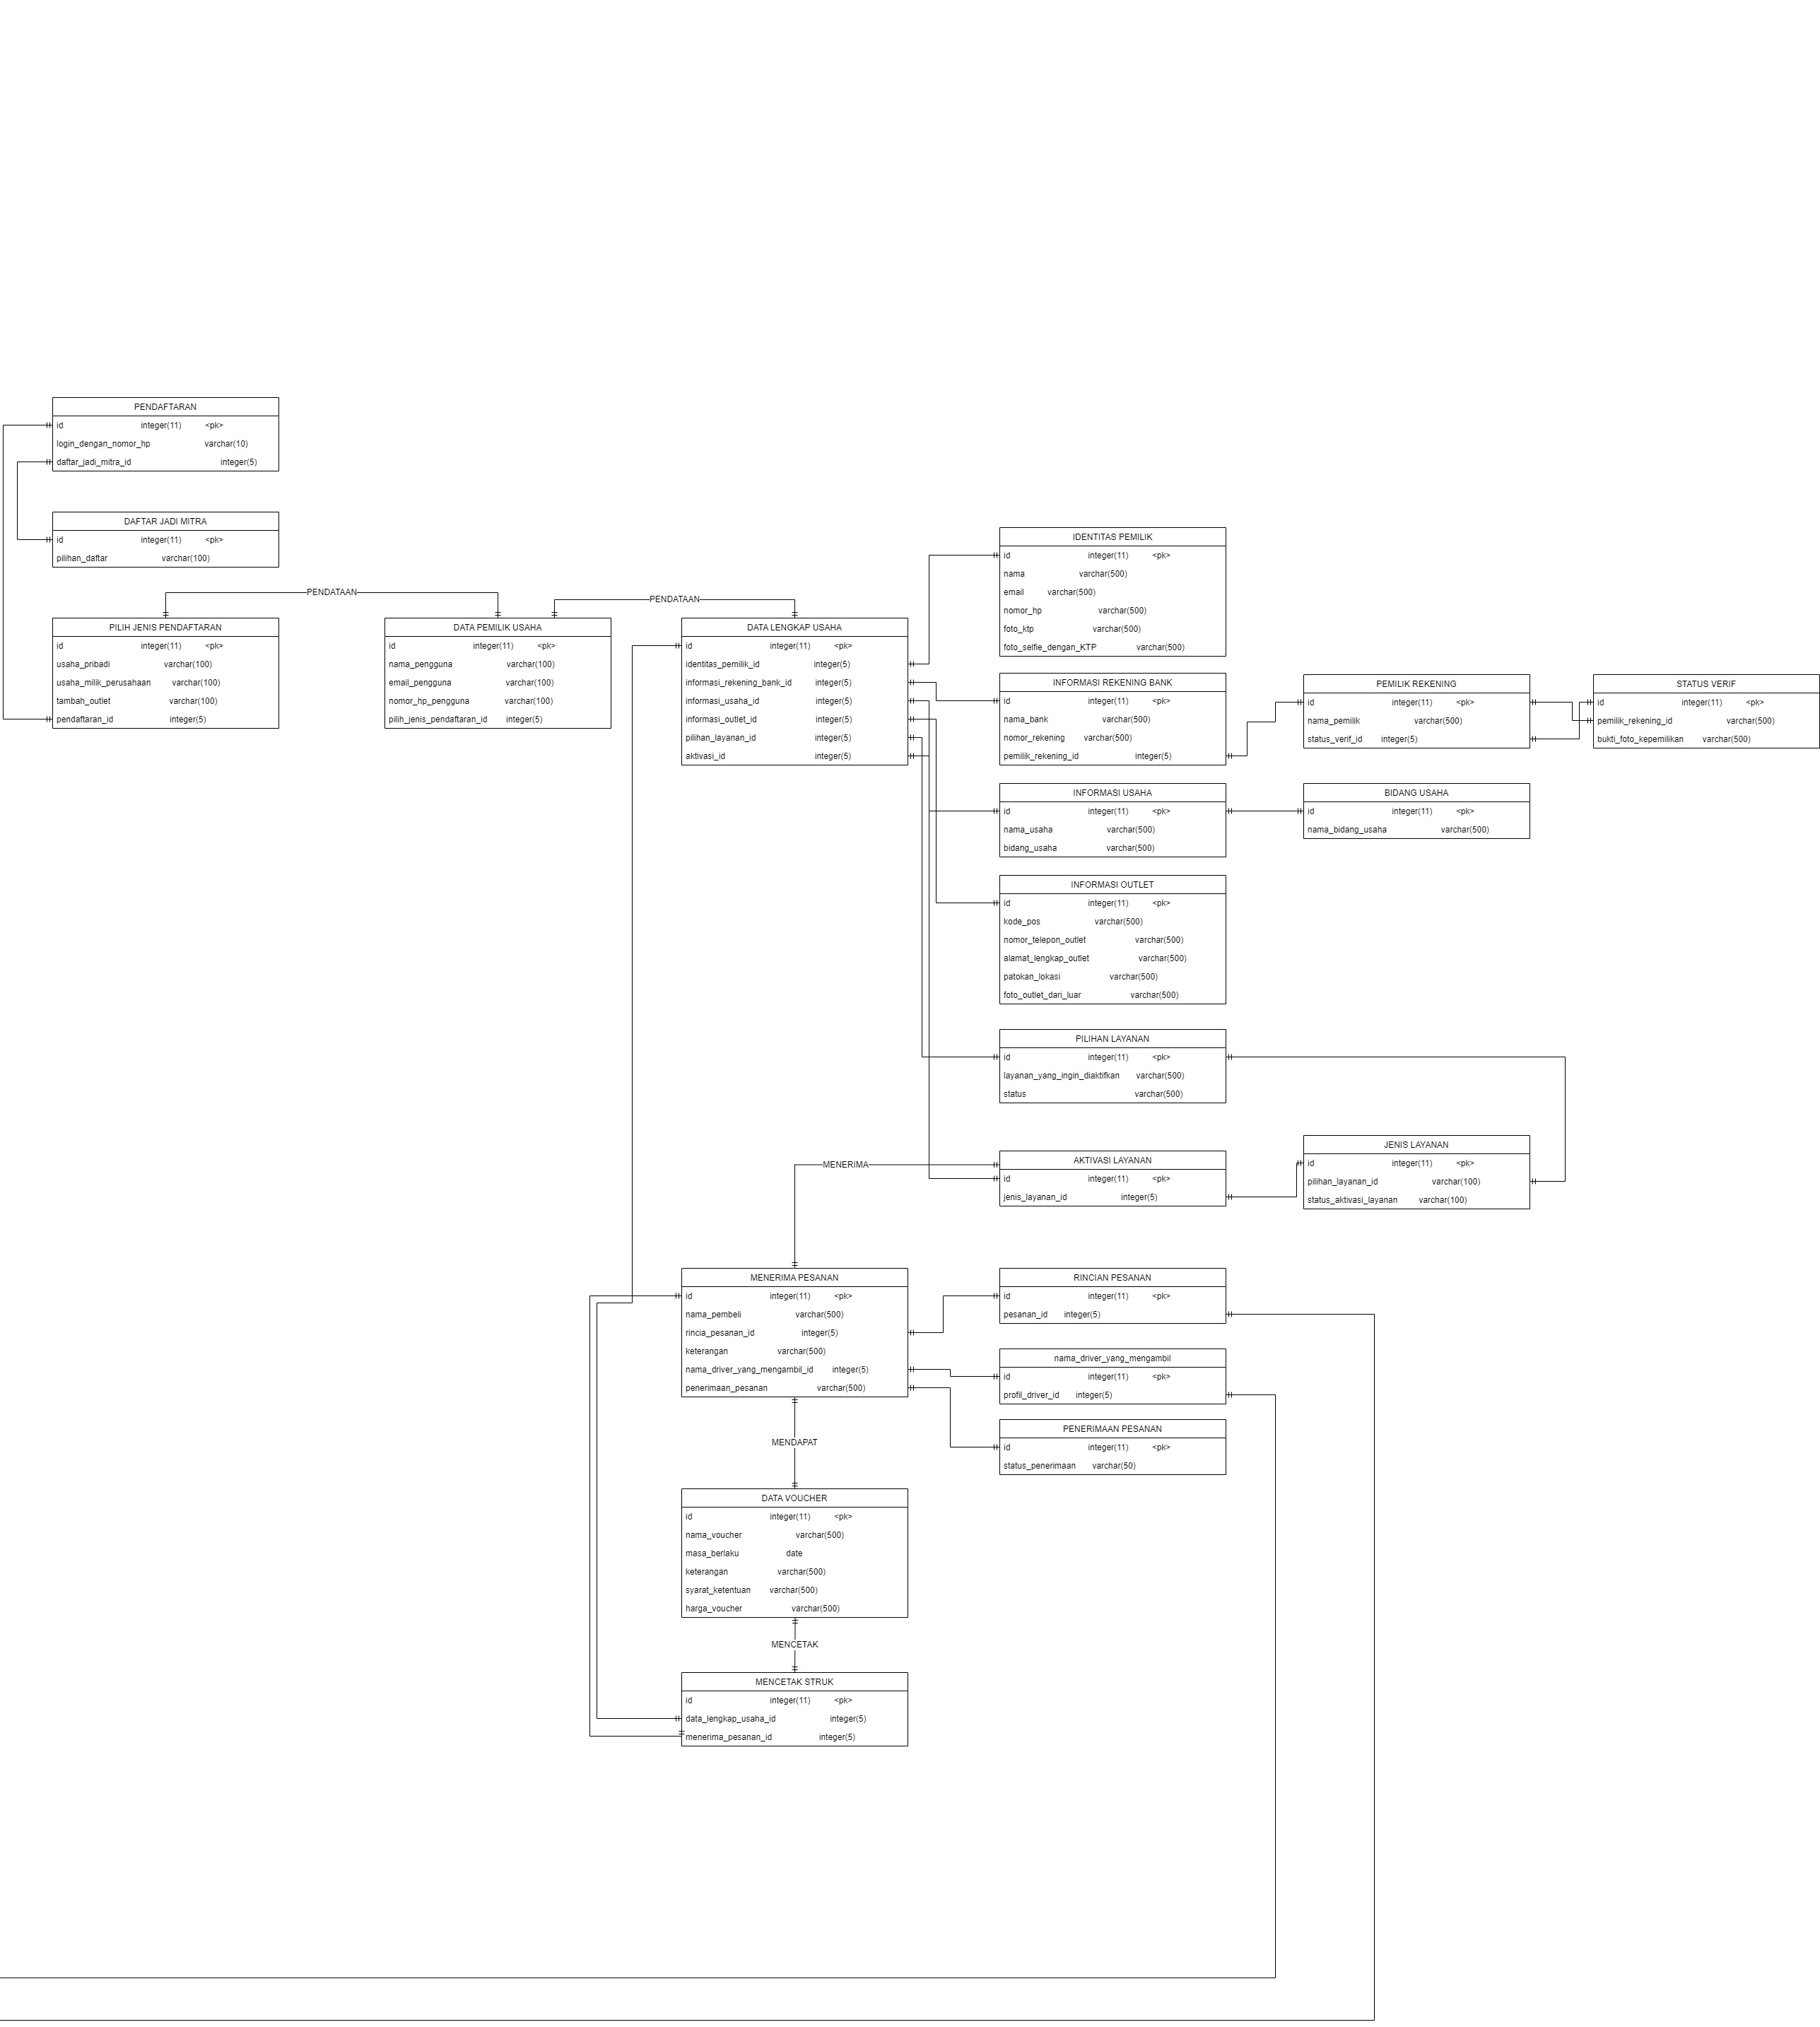 PENDAFTARAN
id integer(11) <pk>
login_dengan_nomor_hp varchar(10)
daftar_jadi_mitra_id integer(5)
DAFTAR JADI MITRA
id integer(11) <pk>
pilihan_daftar varchar(100)
PENDATAAN
PENDATAAN
PILIH JENIS PENDAFTARAN
id integer(11) <pk>
usaha_pribadi varchar(100)
usaha_milik_perusahaan varchar(100)
tambah_outlet varchar(100)
pendaftaran_id integer(5)
DATA PEMILIK USAHA
id integer(11) <pk>
nama_pengguna varchar(100)
email_pengguna varchar(100)
nomor_hp_pengguna varchar(100)
pilih_jenis_pendaftaran_id integer(5)
DATA LENGKAP USAHA
id integer(11) <pk>
identitas_pemilik_id integer(5)
informasi_rekening_bank_id integer(5)
informasi_usaha_id integer(5)
informasi_outlet_id integer(5)
pilihan_layanan_id integer(5)
aktivasi_id integer(5)
IDENTITAS PEMILIK
id integer(11) <pk>
nama varchar(500)
email varchar(500)
nomor_hp varchar(500)
foto_ktp varchar(500)
foto_selfie_dengan_KTP varchar(500)
INFORMASI REKENING BANK
id integer(11) <pk>
nama_bank varchar(500)
nomor_rekening varchar(500)
pemilik_rekening_id integer(5)
PEMILIK REKENING
id integer(11) <pk>
nama_pemilik varchar(500)
status_verif_id integer(5)
STATUS VERIF
id integer(11) <pk>
pemilik_rekening_id varchar(500)
bukti_foto_kepemilikan varchar(500)
INFORMASI USAHA
id integer(11) <pk>
nama_usaha varchar(500)
bidang_usaha varchar(500)
BIDANG USAHA
id integer(11) <pk>
nama_bidang_usaha varchar(500)
INFORMASI OUTLET
id integer(11) <pk>
kode_pos varchar(500)
nomor_telepon_outlet varchar(500)
alamat_lengkap_outlet varchar(500)
patokan_lokasi varchar(500)
foto_outlet_dari_luar varchar(500)
PILIHAN LAYANAN
id integer(11) <pk>
layanan_yang_ingin_diaktifkan varchar(500)
status varchar(500)
MENERIMA
AKTIVASI LAYANAN
id integer(11) <pk>
jenis_layanan_id integer(5)
JENIS LAYANAN
id integer(11) <pk>
pilihan_layanan_id varchar(100)
status_aktivasi_layanan varchar(100)
MENERIMA PESANAN
id integer(11) <pk>
nama_pembeli varchar(500)
rincia_pesanan_id integer(5)
keterangan varchar(500)
nama_driver_yang_mengambil_id integer(5)
penerimaan_pesanan varchar(500)
RINCIAN PESANAN
id integer(11) <pk>
pesanan_id integer(5)
nama_driver_yang_mengambil
id integer(11) <pk>
profil_driver_id integer(5)
PENERIMAAN PESANAN
id integer(11) <pk>
status_penerimaan varchar(50)
MENDAPAT
DATA VOUCHER
id integer(11) <pk>
nama_voucher varchar(500)
masa_berlaku date
keterangan varchar(500)
syarat_ketentuan varchar(500)
harga_voucher varchar(500)
MENCETAK
MENCETAK STRUK
id integer(11) <pk>
data_lengkap_usaha_id integer(5)
menerima_pesanan_id integer(5)